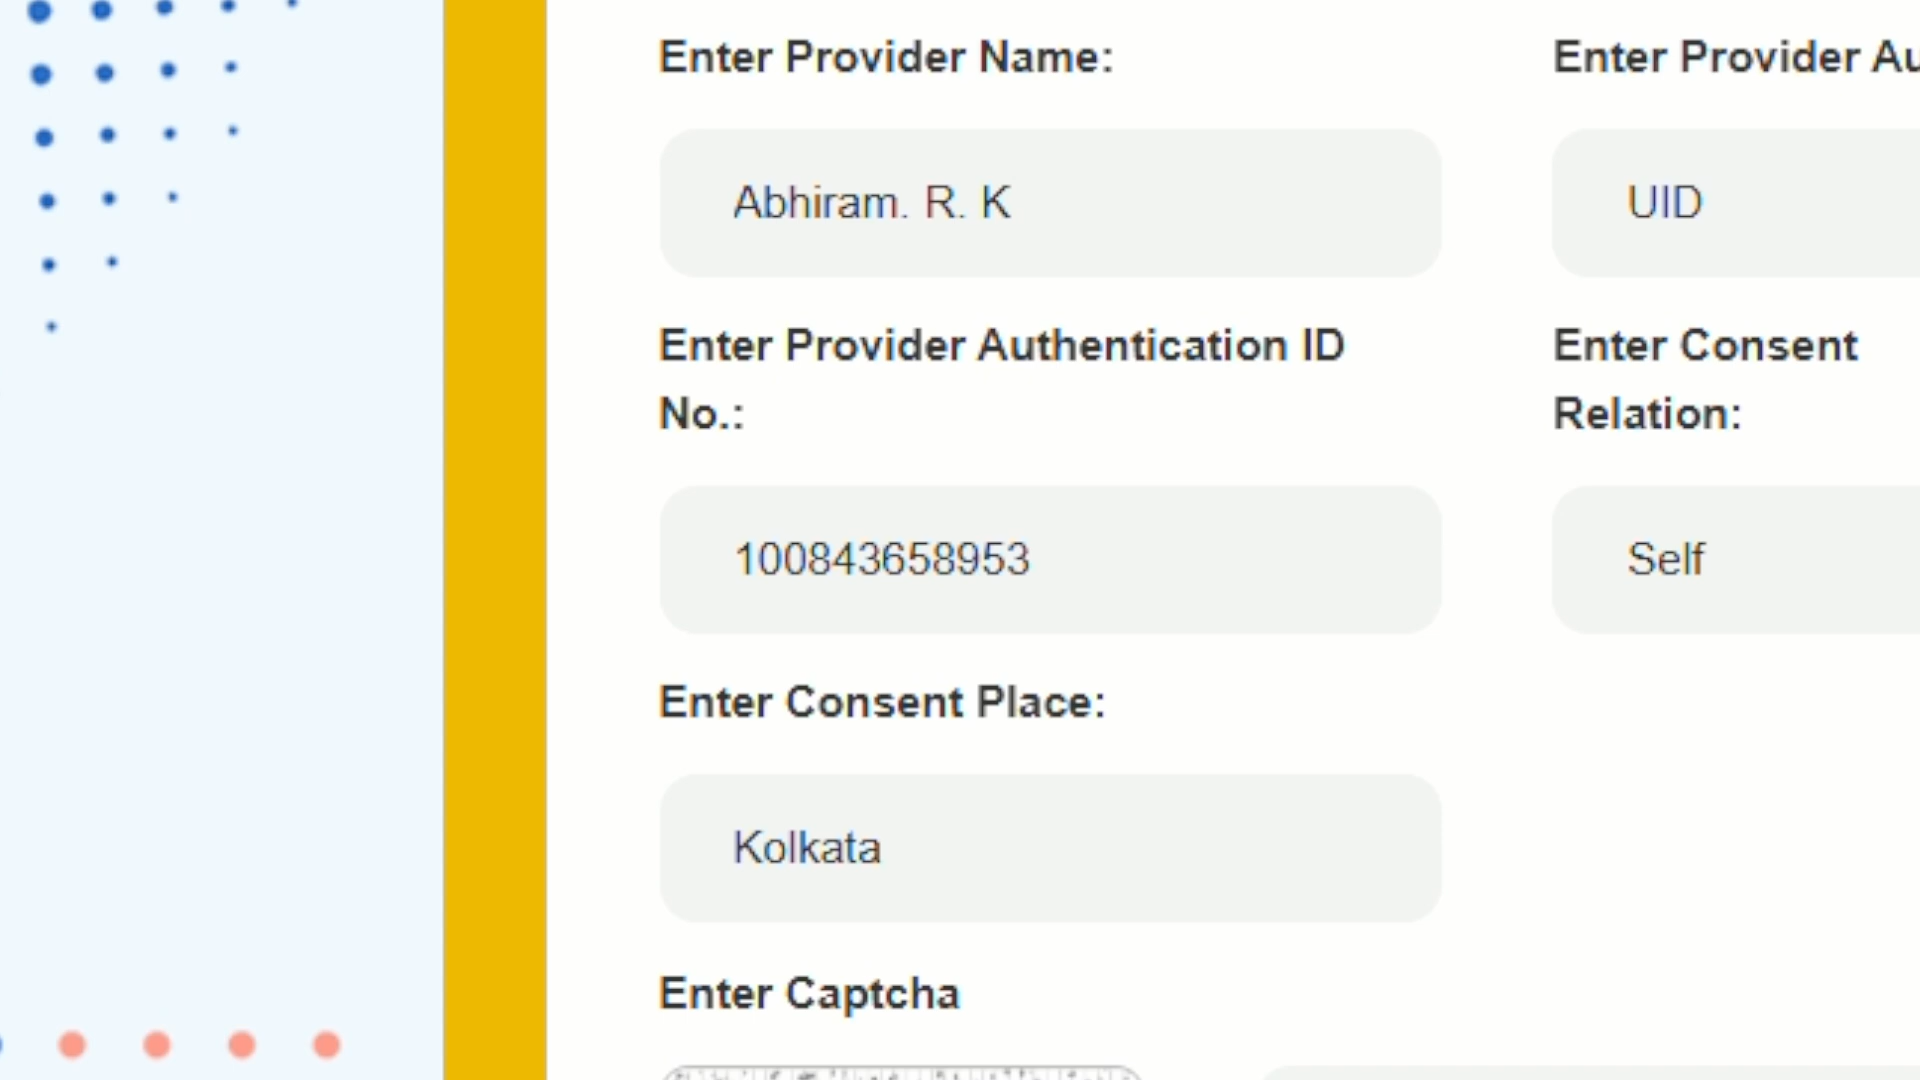 Enter Provider Name:
Enter Provider Au
Abhiram. R. K
UID
Enter Provider Authentication ID
No.:
Enter Consent
Relation:
100843658953
Self
Enter Consent Place:
Kolkata
Enter Captcha